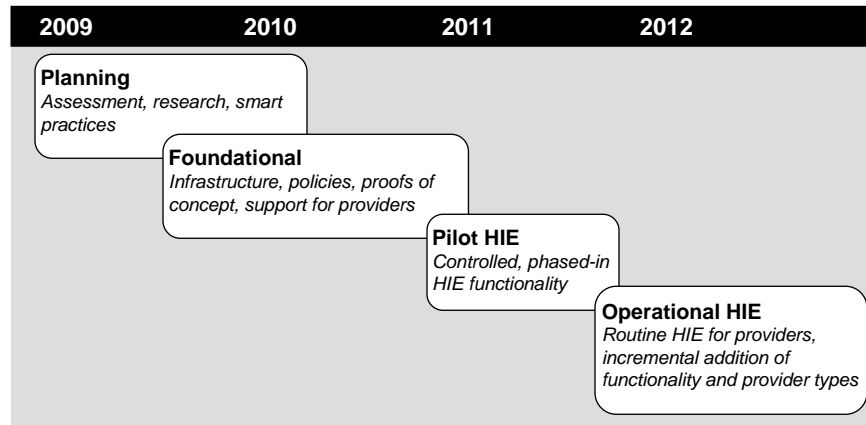 2009 2010 2011 2012
Planning
Assessment, research, smart
practices
Foundational
Infrastructure, policies, proofs of
concept, support for providers
Pilot HIE
Controlled, phased-in
HIE functionality
Operational HIE
Routine HIE for providers,
incremental addition of
functionality and provider types